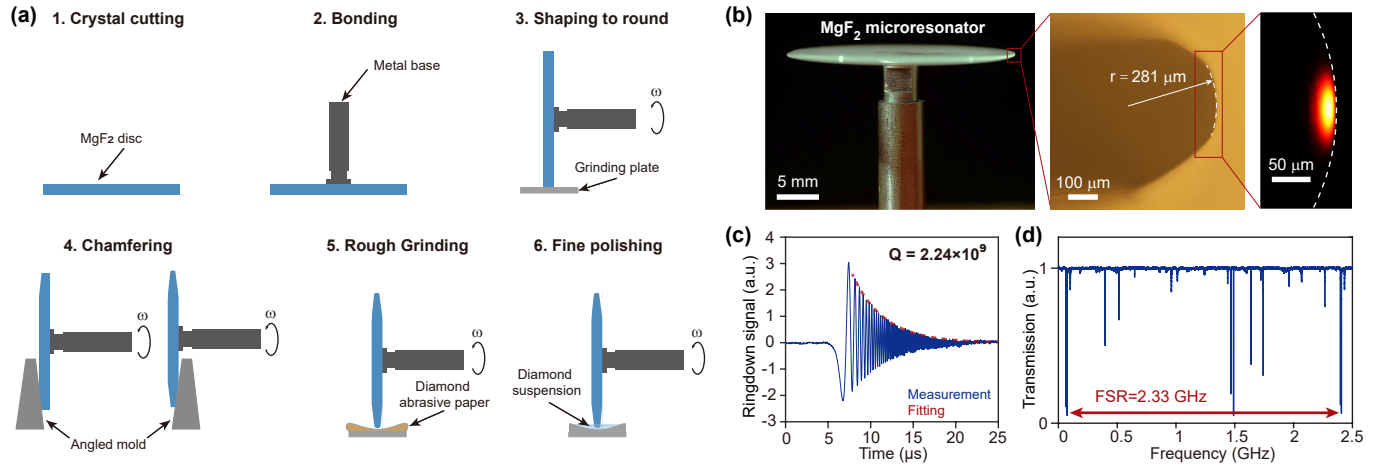 (a)
1. Crystal cutting
2. Bonding
3. Shaping to round
Metal base
MgF2 disc
ω
Grinding plate
4. Chamfering
5. Rough Grinding
6. Fine polishing
ω
ω
ω
ω
Angled mold
Diamond
abrasive paper
Diamond
suspension
(b)
MgF₂ microresonator
5 mm
r = 281 μm
100 μm
50 μm
(c)
Ringdown signal (a.u.)
4
3
2
1
0
-1
-2
-3
Q = 2.24×10⁹
Measurement
Fitting
0 5 10 15 20 25
Time (μs)
(d)
Transmission (a.u.)
1
0
FSR=2.33 GHz
0 0.5 1 1.5 2 2.5
Frequency (GHz)